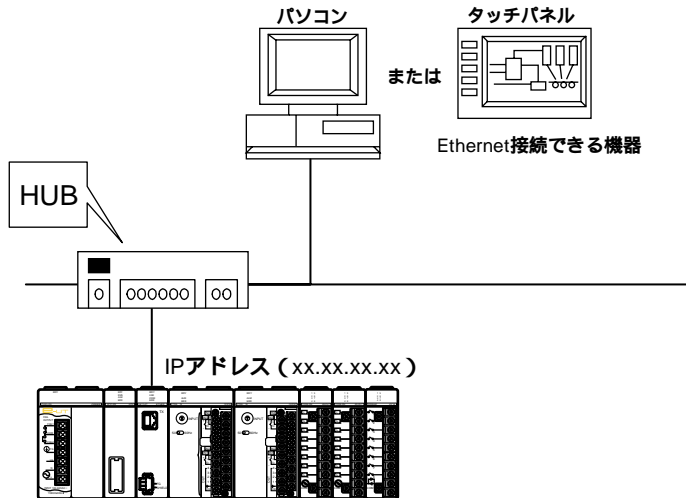 パソコン
タッチパネル
または
Ethernet接続できる機器
HUB
IPアドレス（xx.xx.xx.xx）